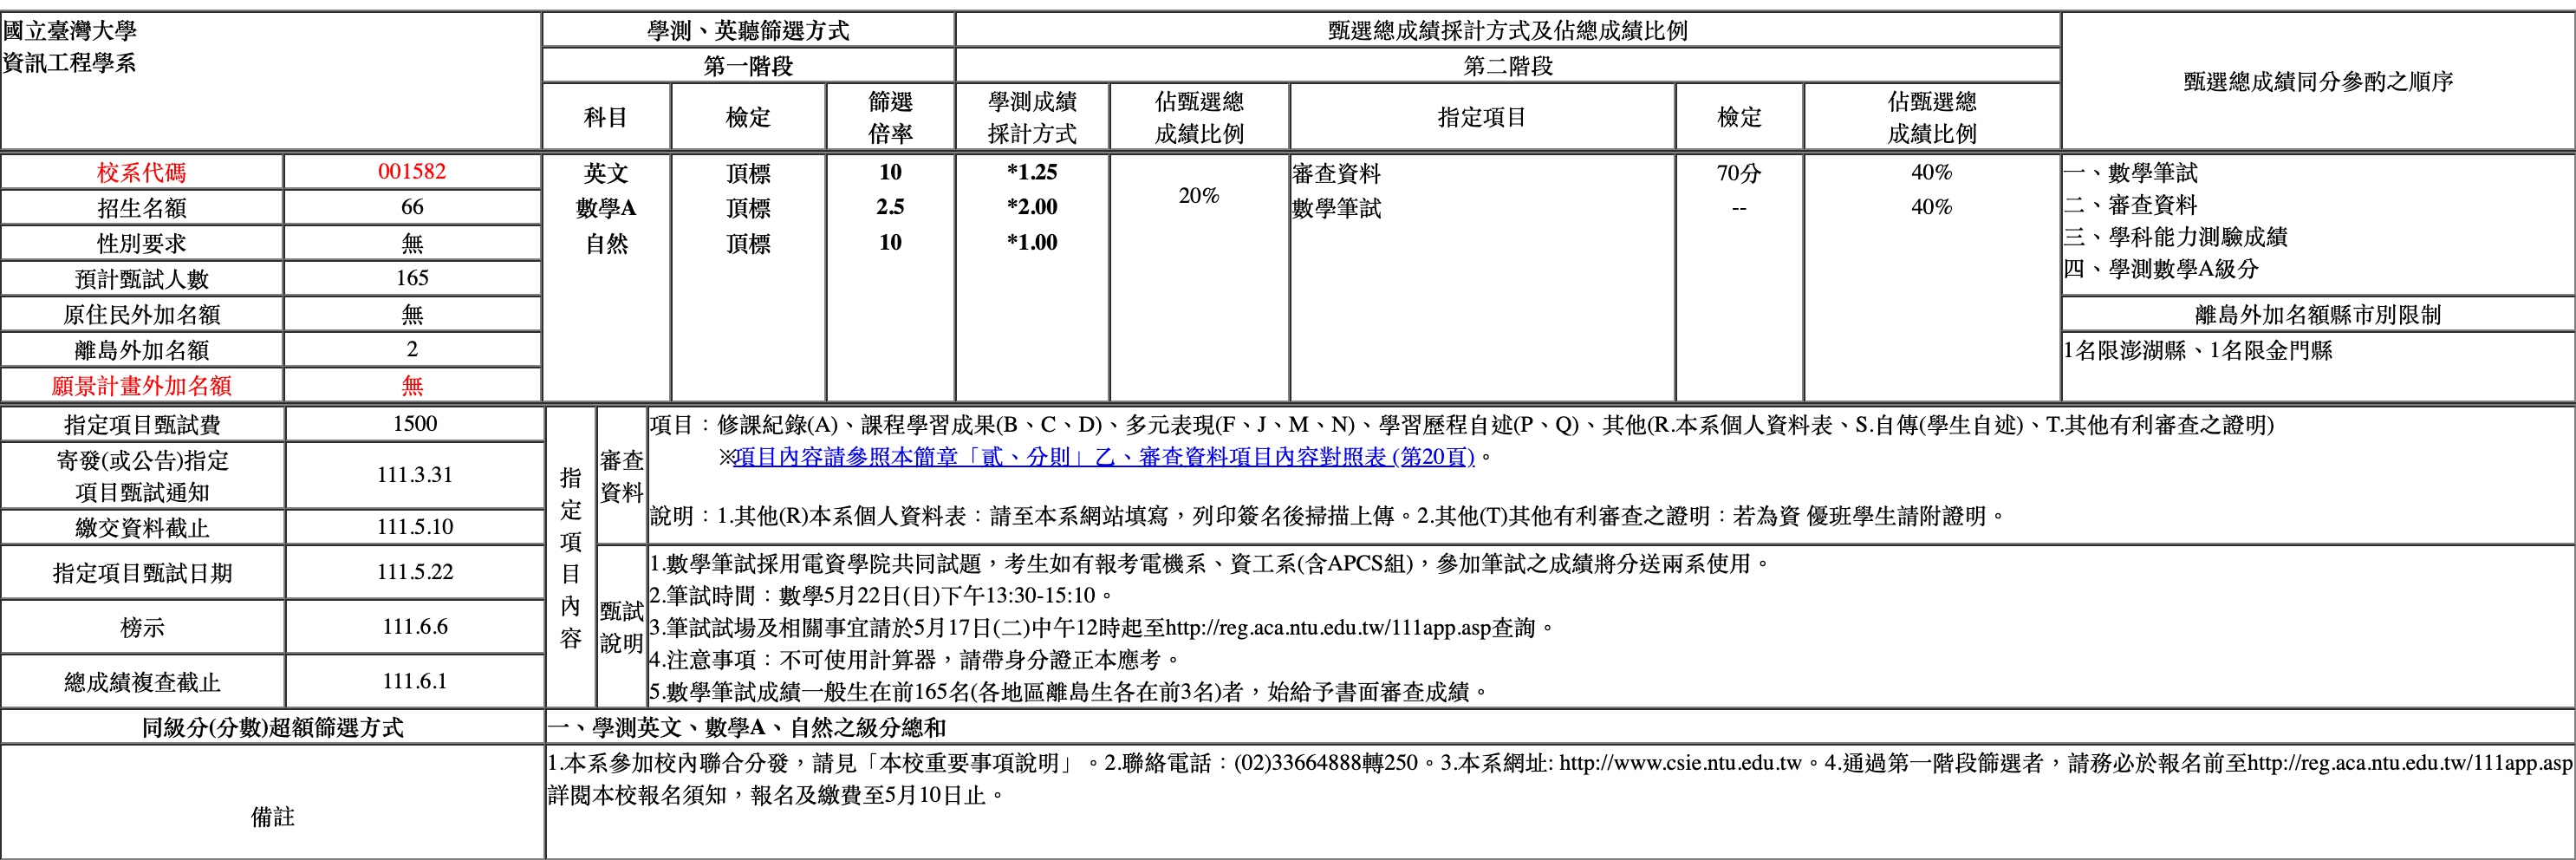 國立臺灣大學
資訊工程學系
學測、英聽篩選方式
甄選總成績採計方式及佔總成績比例
甄選總成績同分參酌之順序
第一階段
第二階段
科目
檢定
篩選
倍率
學測成績
採計方式
佔甄選總
成績比例
指定項目
檢定
佔甄選總
成績比例
校系代碼 001582
招生名額 66
性別要求 無
預計甄試人數 165
原住民外加名額 無
離島外加名額 2
願景計畫外加名額 無
英文 頂標 10 *1.25
數學A 頂標 2.5 *2.00
自然 頂標 10 *1.00
20%
審查資料 70分 40%
數學筆試 -- 40%
一、數學筆試
二、審查資料
三、學科能力測驗成績
四、學測數學A級分
離島外加名額縣市別限制
1名限澎湖縣、1名限金門縣
指定項目甄試費 1500
寄發(或公告)指定
項目甄試通知
111.3.31
繳交資料截止 111.5.10
指定項目甄試日期 111.5.22
榜示 111.6.6
總成績複查截止 111.6.1
指
定
項
目
內
容
審查
資料
項目：修課紀錄(A)、課程學習成果(B、C、D)、多元表現(F、J、M、N)、學習歷程自述(P、Q)、其他(R.本系個人資料表、S.自傳(學生自述)、T.其他有利審查之證明)
※項目內容請參照本簡章「貳、分則」乙、審查資料項目內容對照表 (第20頁)。
說明：1.其他(R)本系個人資料表：請至本系網站填寫，列印簽名後掃描上傳。2.其他(T)其他有利審查之證明：若為資 優班學生請附證明。
甄試
說明
1.數學筆試採用電資學院共同試題，考生如有報考電機系、資工系(含APCS組)，參加筆試之成績將分送兩系使用。
2.筆試時間：數學5月22日(日)下午13:30-15:10。
3.筆試試場及相關事宜請於5月17日(二)中午12時起至http://reg.aca.ntu.edu.tw/111app.asp查詢。
4.注意事項：不可使用計算器，請帶身分證正本應考。
5.數學筆試成績一般生在前165名(各地區離島生各在前3名)者，始給予書面審查成績。
同級分(分數)超額篩選方式
一、學測英文、數學A、自然之級分總和
備註
1.本系參加校內聯合分發，請見「本校重要事項說明」。2.聯絡電話：(02)33664888轉250。3.本系網址: http://www.csie.ntu.edu.tw。4.通過第一階段篩選者，請務必於報名前至http://reg.aca.ntu.edu.tw/111app.asp
詳閱本校報名須知，報名及繳費至5月10日止。